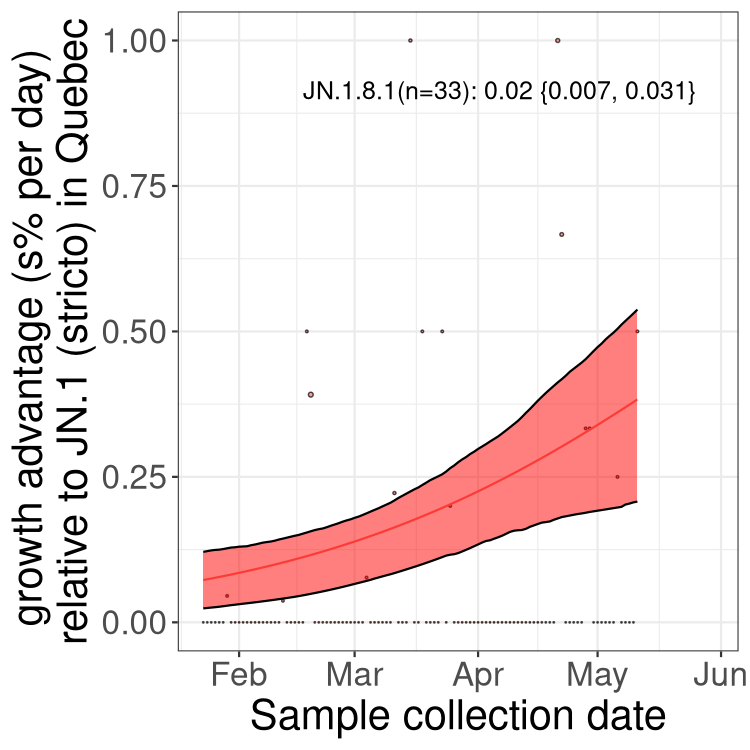 growth advantage (s% per day)
relative to JN.1 (stricto) in Quebec
1.00
0.75
0.50
0.25
0.00
JN.1.8.1(n=33): 0.02 {0.007, 0.031}
Feb Mar Apr May Jun
Sample collection date